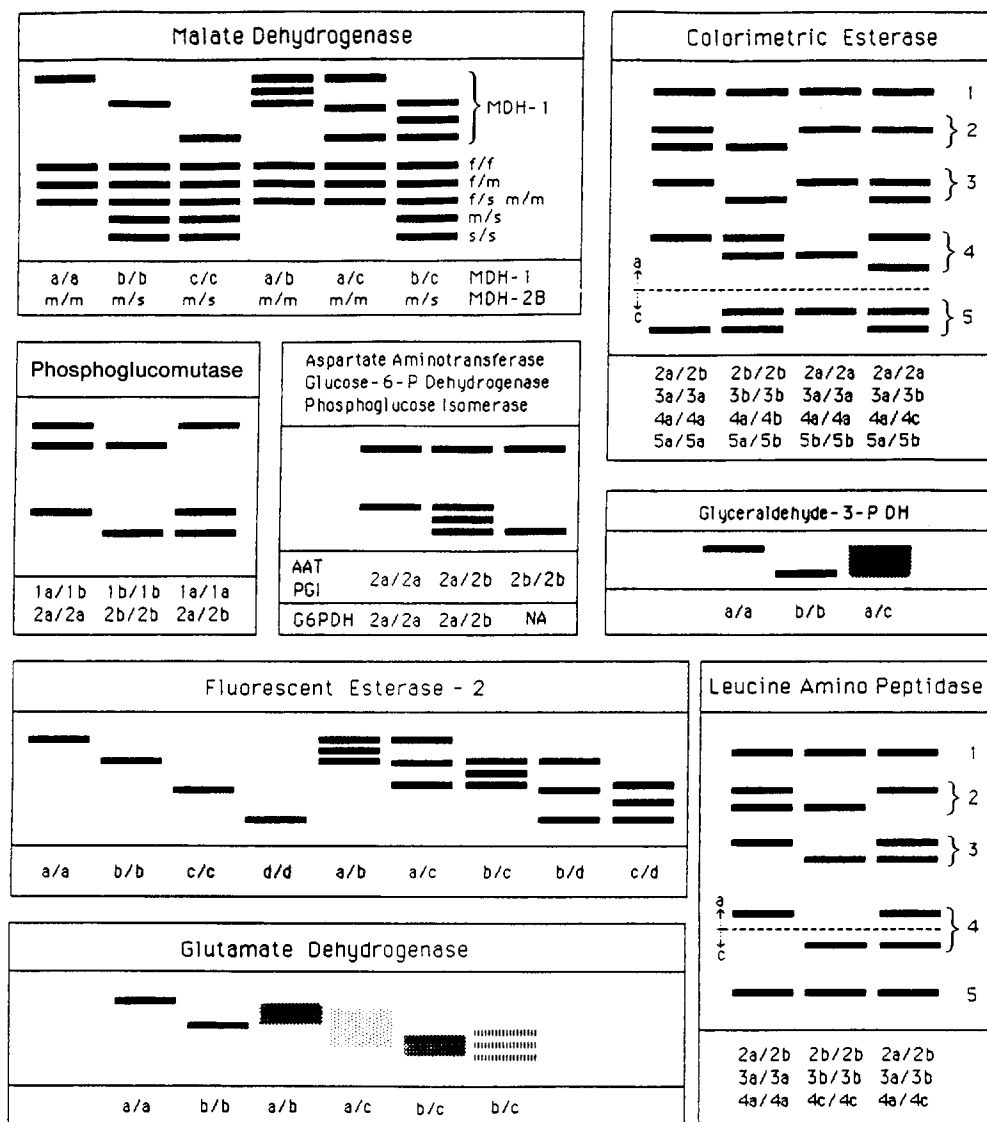 Malate Dehydrogenase
MDH-1
f/f
f/m
f/s m/m
m/s
s/s
a/a b/b c/c a/b a/c b/c MDH-1
m/m m/s m/s m/m m/m m/s MDH-2B
Colorimetric Esterase
1
2
3
4
a
c
5
2a/2b 2b/2b 2a/2a 2a/2a
3a/3a 3b/3b 3a/3a 3a/3b
4a/4a 4a/4b 4a/4a 4a/4c
5a/5a 5a/5b 5b/5b 5a/5b
Phosphoglucomutase
1a/1b 1b/1b 1a/1a
2a/2a 2b/2b 2a/2b
Aspartate Aminotransferase
Glucose-6-P Dehydrogenase
Phosphoglucose Isomerase
AAT
PGI 2a/2a 2a/2b 2b/2b
G6PDH 2a/2a 2a/2b NA
Glyceraldehyde-3-P DH
a/a b/b a/c
Fluorescent Esterase - 2
a/a b/b c/c d/d a/b a/c b/c b/d c/d
Leucine Amino Peptidase
1
2
3
a
4
c
5
2a/2b 2b/2b 2a/2b
3a/3a 3b/3b 3a/3b
4a/4a 4c/4c 4a/4c
Glutamate Dehydrogenase
a/a b/b a/b a/c b/c b/c